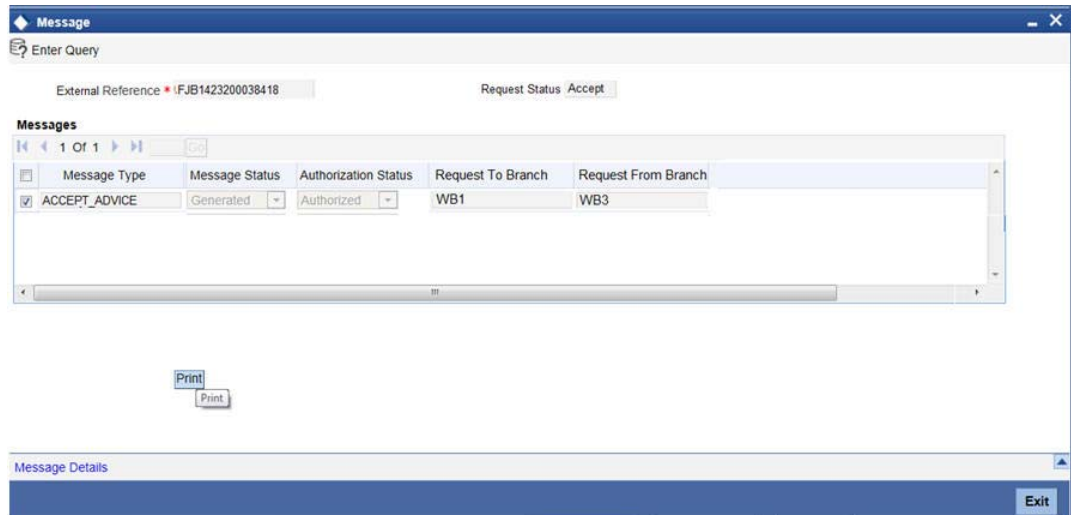 Message
Enter Query
External Reference * \FJB1423200038418 Request Status Accept
Messages
1 Of 1 Go
Message Type Message Status Authorization Status Request To Branch Request From Branch
ACCEPT_ADVICE Generated Authorized WB1 WB3
Print
Print
Message Details
Exit